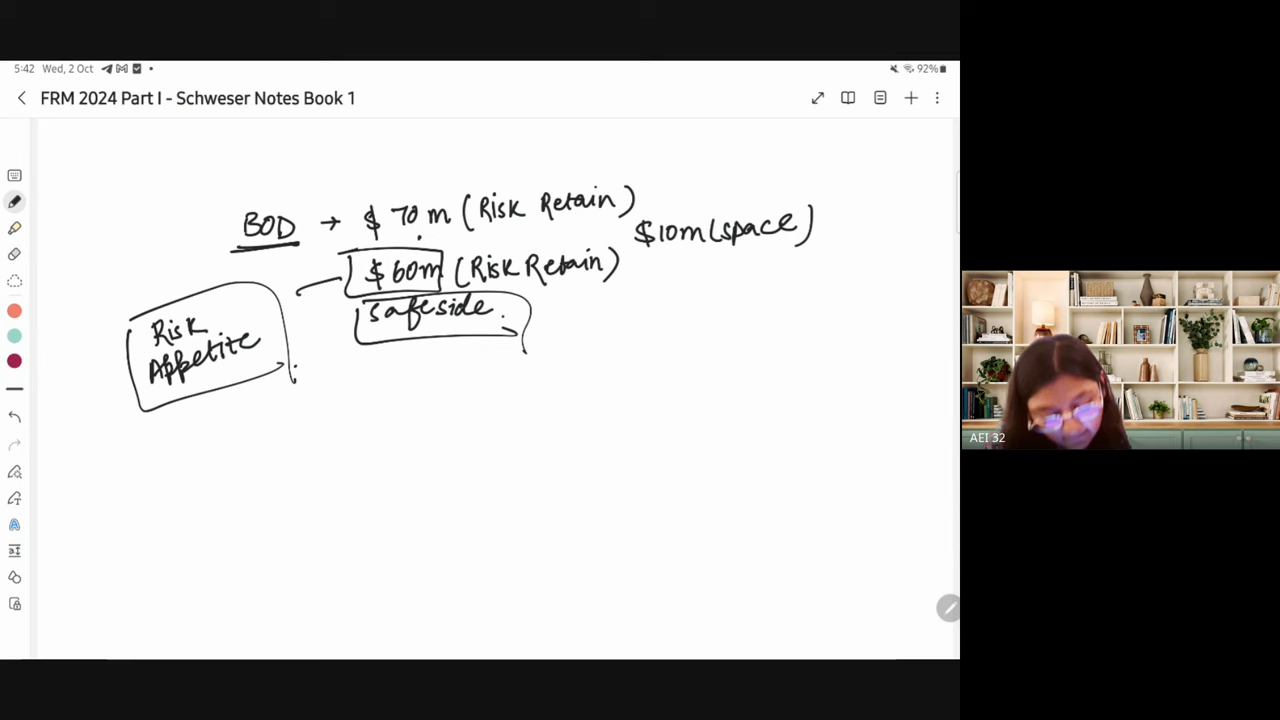 5:42 Wed, 2 Oct
92%
FRM 2024 Part I - Schweser Notes Book 1
BOD → $ 70 m (Risk Retain)
$10m (space)
$60m (Risk Retain)
safeside.
Risk
Appetite
AEI 32